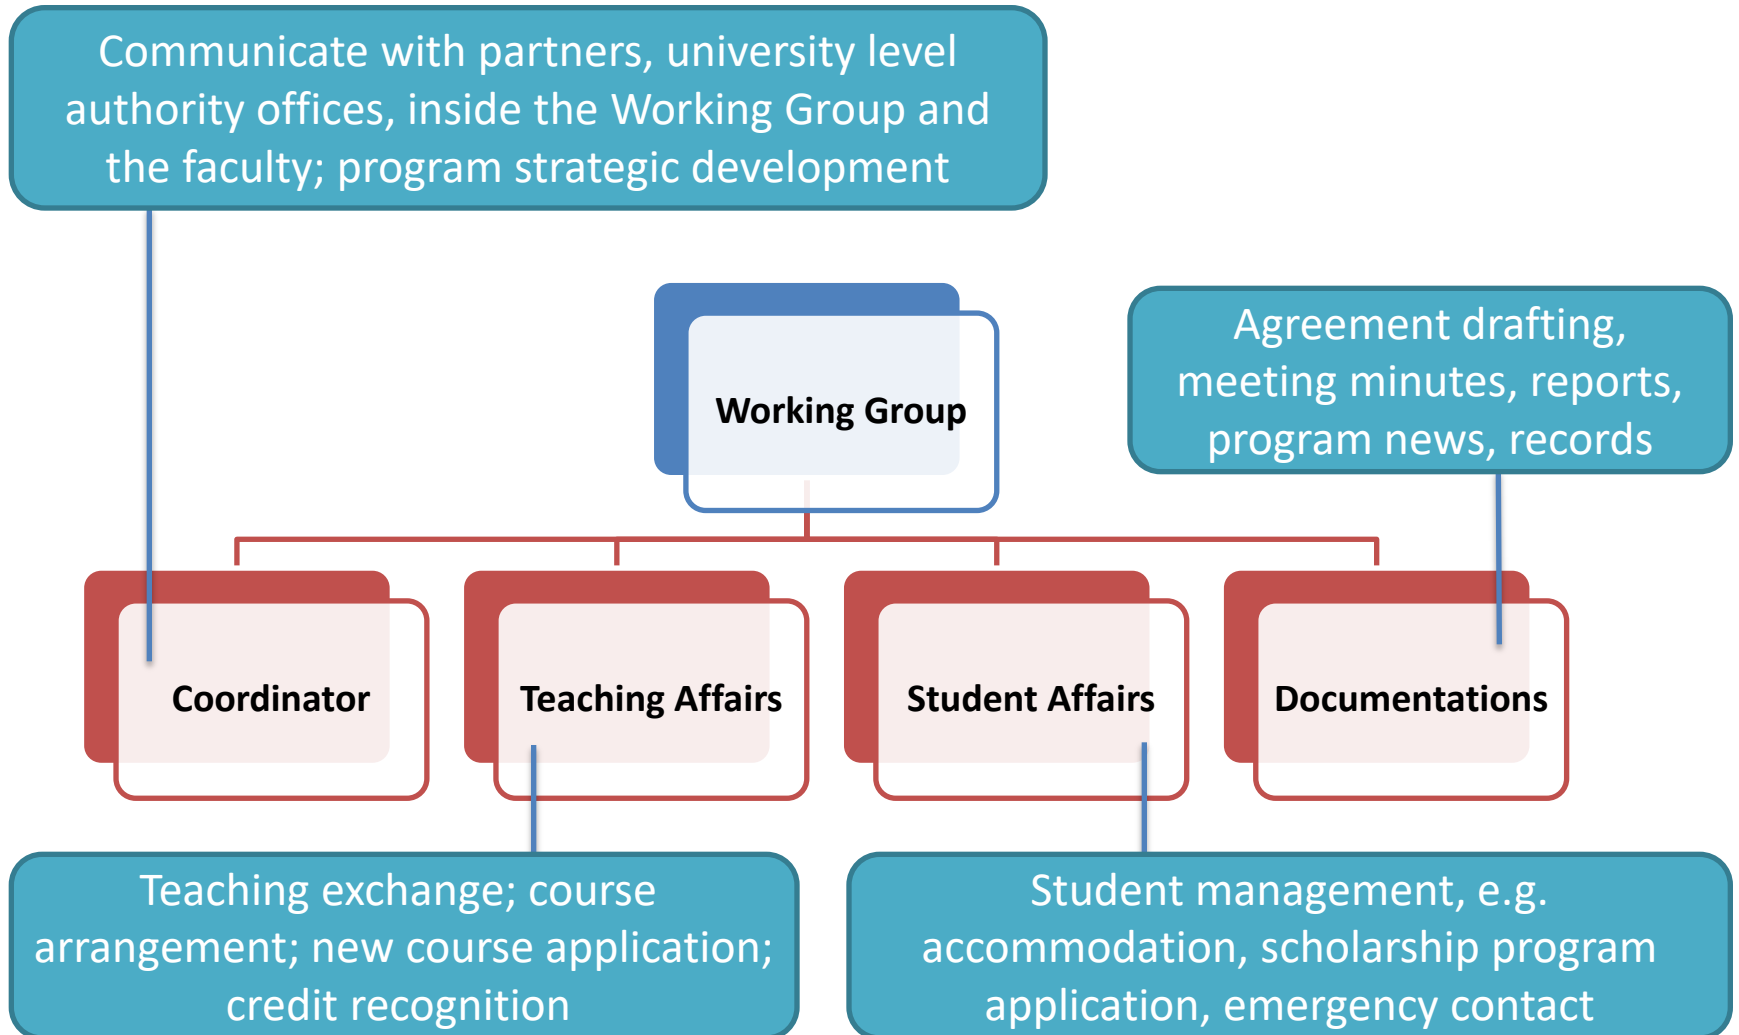 Communicate with partners, university level
authority offices, inside the Working Group and
the faculty; program strategic development
Working Group
Agreement drafting,
meeting minutes, reports,
program news, records
Coordinator
Teaching Affairs
Student Affairs
Documentations
Teaching exchange; course
arrangement; new course application;
credit recognition
Student management, e.g.
accommodation, scholarship program
application, emergency contact